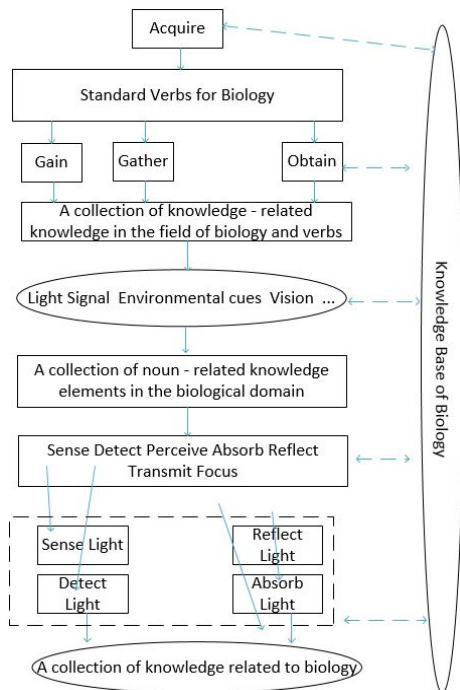 Acquire
Standard Verbs for Biology
Gain
Gather
Obtain
A collection of knowledge - related
knowledge in the field of biology and verbs
Light Signal Environmental cues Vision ...
A collection of noun - related knowledge
elements in the biological domain
Sense Detect Perceive Absorb Reflect
Transmit Focus
Sense Light
Reflect
Light
Detect
Light
Absorb
Light
A collection of knowledge related to biology
Knowledge Base of Biology